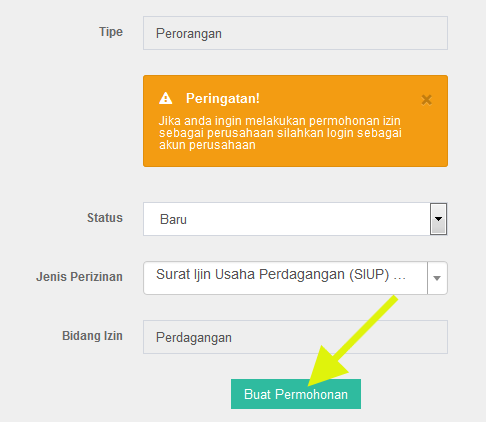 Tipe Perorangan
Peringatan! ×
Jika anda ingin melakukan permohonan izin
sebagai perusahaan silahkan login sebagai
akun perusahaan
Status Baru
Jenis Perizinan Surat Ijin Usaha Perdagangan (SIUP) ...
Bidang Izin Perdagangan
Buat Permohonan